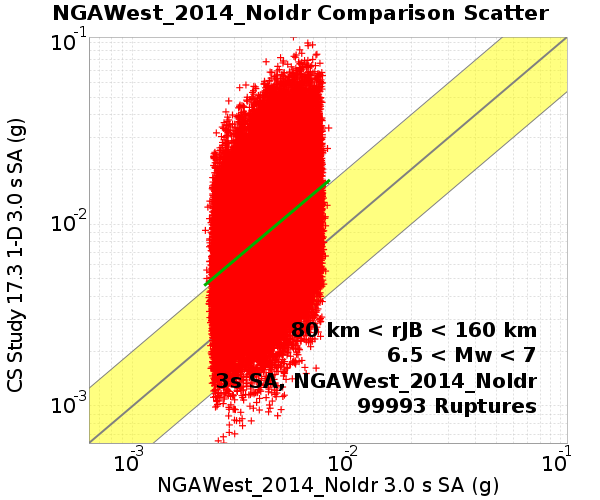 NGAWest_2014_NoIdr Comparison Scatter
CS Study 17.3 1-D 3.0 s SA (g)
10-1
10-2
10-3
80 km < rJB < 160 km
6.5 < Mw < 7
3s SA, NGAWest_2014_NoIdr
99993 Ruptures
10-3 10-2 10-1
NGAWest_2014_NoIdr 3.0 s SA (g)